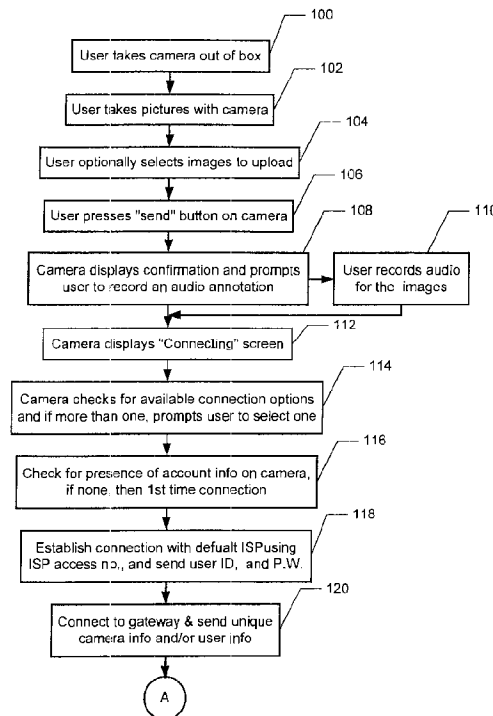 100
User takes camera out of box
102
User takes pictures with camera
104
User optionally selects images to upload
106
User presses "send" button on camera
108
110
Camera displays confirmation and prompts
user to record an audio annotation
User records audio
for the images
112
Camera displays "Connecting" screen
114
Camera checks for available connection options
and if more than one, prompts user to select one
116
Check for presence of account info on camera,
if none, then 1st time connection
118
Establish connection with defualt ISPusing
ISP access no,, and send user ID, and P.W.
120
Connect to gateway & send unique
camera info and/or user info
A